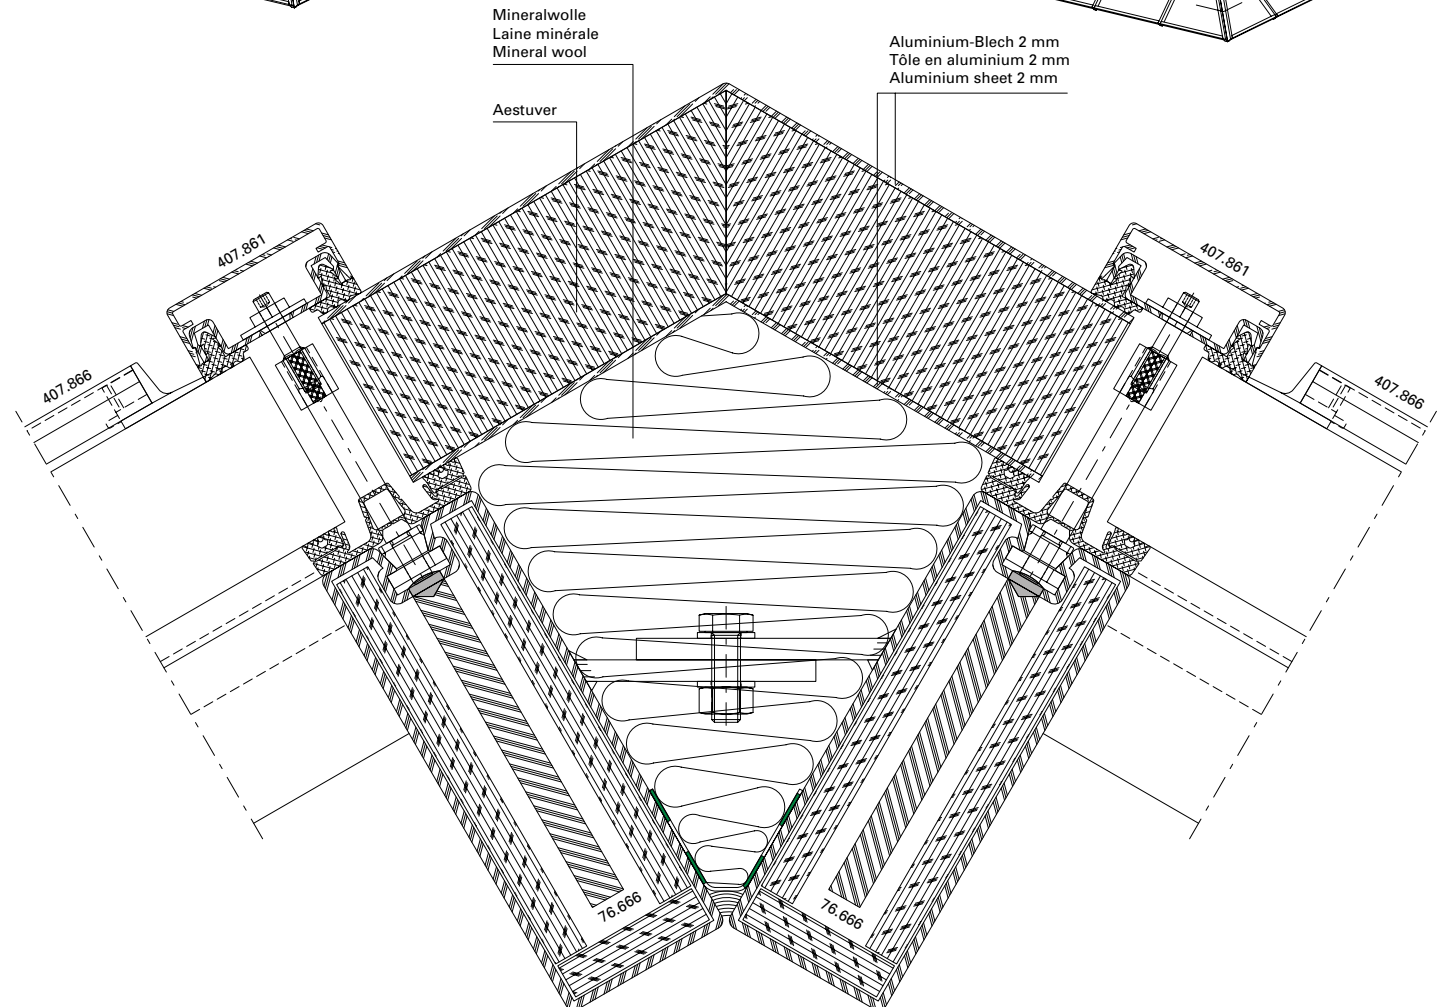 Mineralwolle
Laine minérale
Mineral wool
Aluminium-Blech 2 mm
Tôle en aluminium 2 mm
Aluminium sheet 2 mm
Aestuver
407.861
407.861
407.866
407.866
76.666
76.666